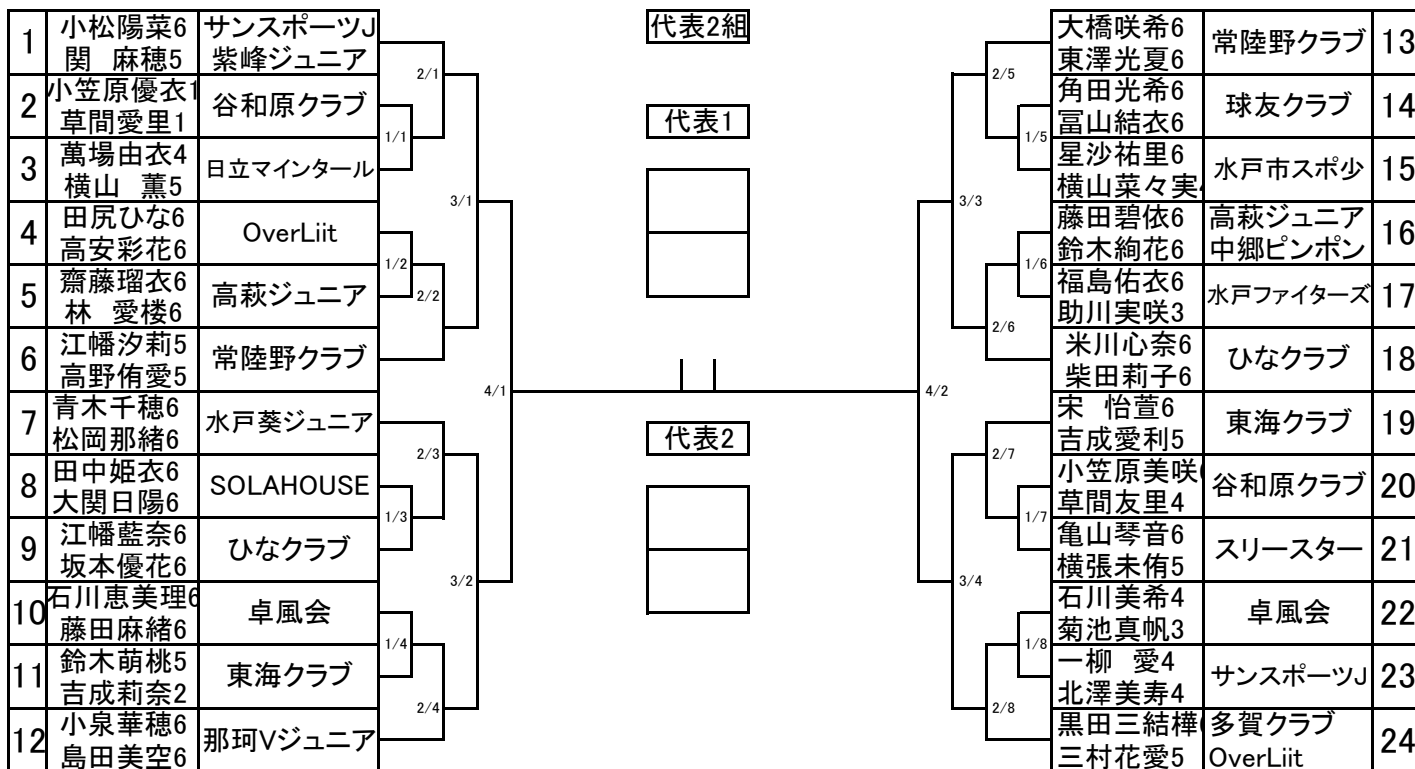 代表2組
代表1
代表2
1 小松陽菜6 サンスポーツJ
関 麻穂5 紫峰ジュニア
2 小笠原優衣1 谷和原クラブ
草間愛里1
3 萬場由衣4 日立マインタール
横山 薫5
4 田尻ひな6 OverLiit
高安彩花6
5 齋藤瑠衣6 高萩ジュニア
林 愛楼6
6 江幡汐莉5 常陸野クラブ
高野侑愛5
7 青木千穂6 水戸葵ジュニア
松岡那緒6
8 田中姫衣6 SOLAHOUSE
大関日陽6
9 江幡藍奈6 ひなクラブ
坂本優花6
10 石川恵美理6 卓風会
藤田麻緒6
11 鈴木萌桃5 東海クラブ
吉成莉奈2
12 小泉華穂6 那珂Vジュニア
島田美空6
2/1
1/1
3/1
1/2
2/2
4/1
2/3
1/3
3/2
1/4
2/4
2/5
1/5
3/3
1/6
2/6
4/2
2/7
1/7
3/4
1/8
2/8
大橋咲希6 常陸野クラブ 13
東澤光夏6
角田光希6 球友クラブ 14
冨山結衣6
星沙祐里6 水戸市スポ少 15
横山菜々実
藤田碧依6 高萩ジュニア 16
鈴木絢花6 中郷ピンポン
福島佑衣6 水戸ファイターズ 17
助川実咲3
米川心奈6 ひなクラブ 18
柴田莉子6
宋 怡萱6 東海クラブ 19
吉成愛利5
小笠原美咲 谷和原クラブ 20
草間友里4
亀山琴音6 スリースター 21
横張未侑5
石川美希4 卓風会 22
菊池真帆3
一柳 愛4 サンスポーツJ 23
北澤美寿4
黒田三結樺 多賀クラブ 24
三村花愛5 OverLiit